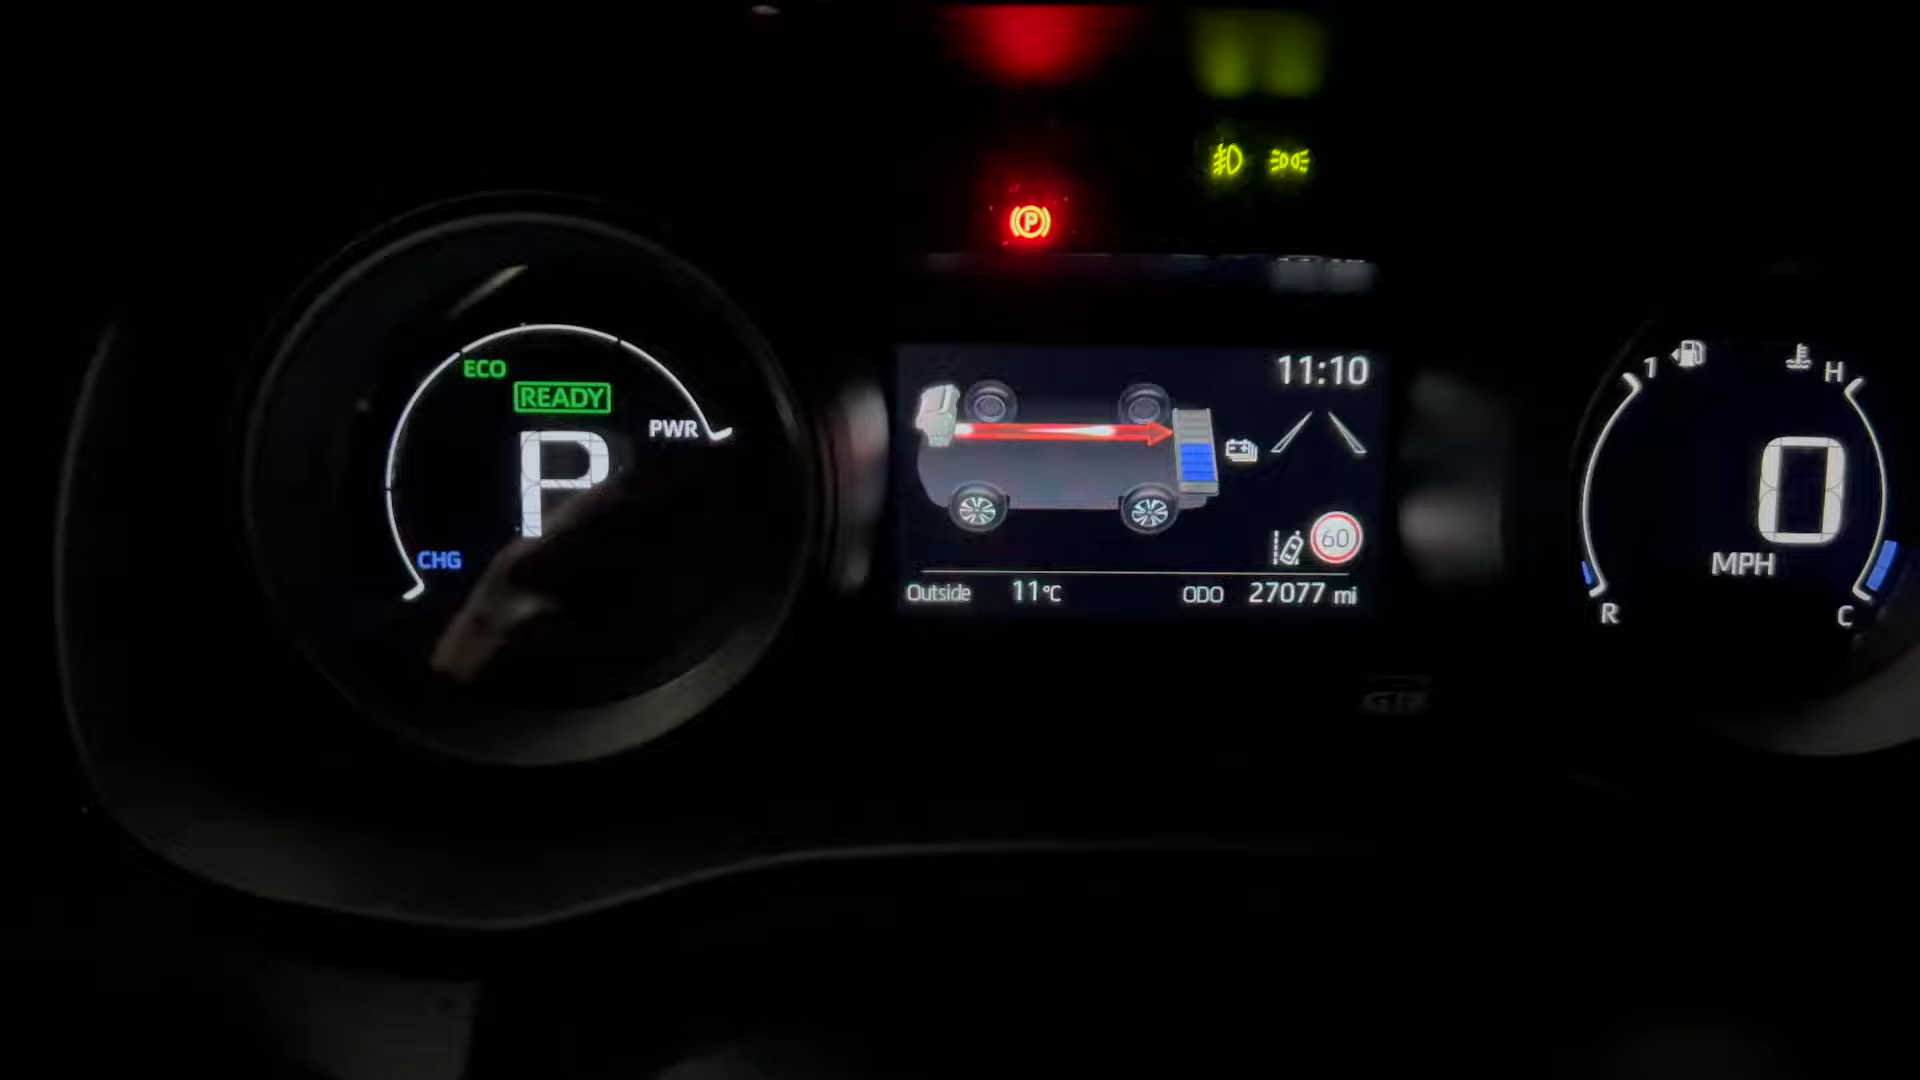 ECO
READY
PWR
P
CHG
P
11:10
60
Outside 11°C ODO 27077 mi
1 H
0
MPH
R C